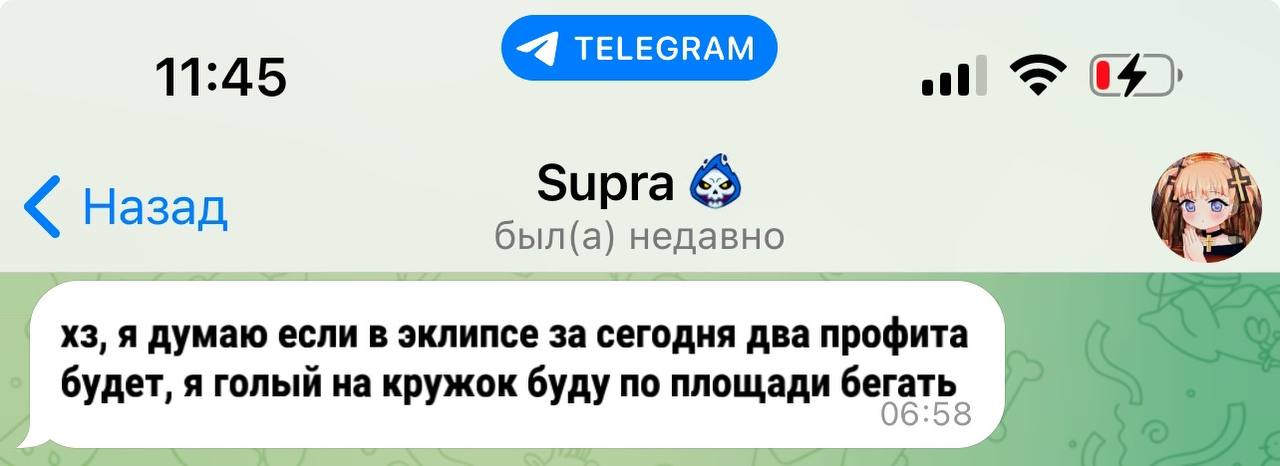 11:45
TELEGRAM
Назад
Supra
был(а) недавно
хз, я думаю если в эклипсе за сегодня два профита
будет, я голый на кружок буду по площади бегать
06:58